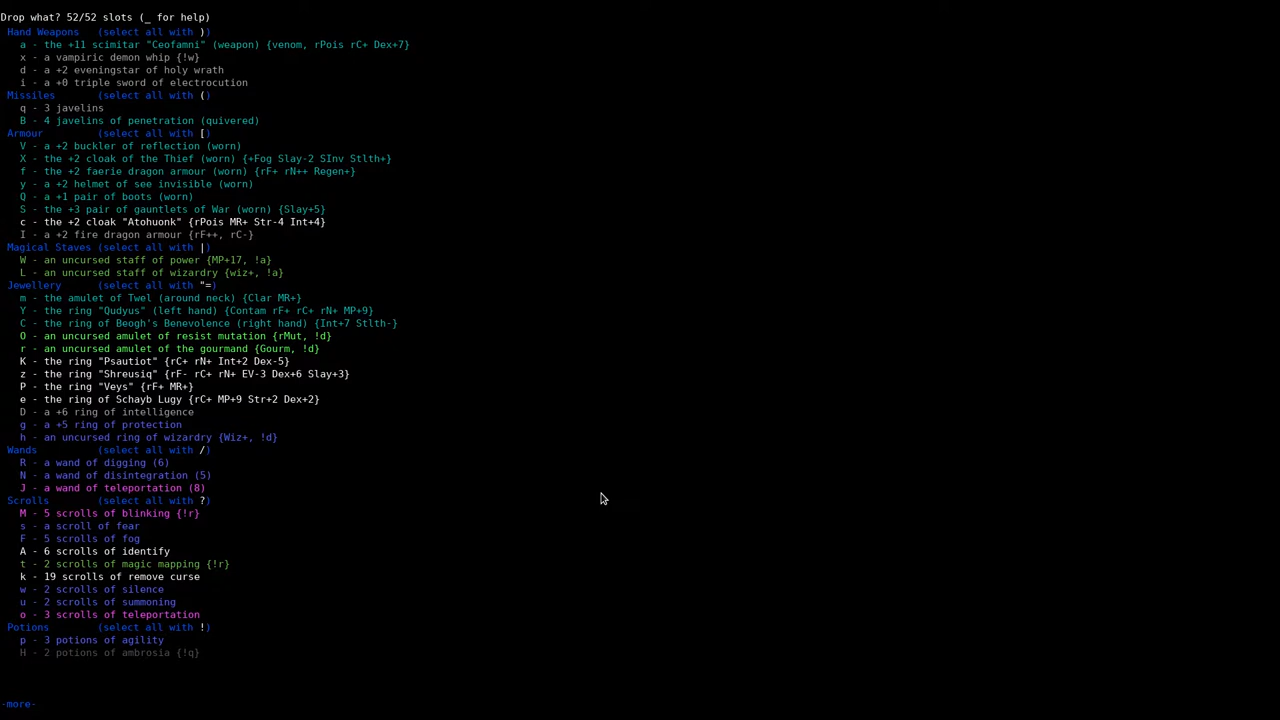 Drop what? 52/52 slots (_ for help)
Hand Weapons (select all with ))
a - the +11 scimitar "Ceofamni" (weapon) {venom, rPois rC+ Dex+7}
x - a vampiric demon whip {!w}
d - a +2 eveningstar of holy wrath
i - a +0 triple sword of electrocution
Missiles (select all with ()
q - 3 javelins
B - 4 javelins of penetration (quivered)
Armour (select all with [)
V - a +2 buckler of reflection (worn)
X - the +2 cloak of the Thief (worn) {+Fog Slay-2 SInv Stlth+}
f - the +2 faerie dragon armour (worn) {rF+ rN++ Regen+}
y - a +2 helmet of see invisible (worn)
Q - a +1 pair of boots (worn)
S - the +3 pair of gauntlets of War (worn) {Slay+5}
c - the +2 cloak "Atohuonk" {rPois MR+ Str-4 Int+4}
I - a +2 fire dragon armour {rF++, rC-}
Magical Staves (select all with |)
W - an uncursed staff of power {MP+17, !a}
L - an uncursed staff of wizardry {wiz+, !a}
Jewellery (select all with "=)
m - the amulet of Twel (around neck) {Clar MR+}
Y - the ring "Qudyus" (left hand) {Contam rF+ rC+ rN+ MP+9}
C - the ring of Beogh's Benevolence (right hand) {Int+7 Stlth-}
O - an uncursed amulet of resist mutation {rMut, !d}
r - an uncursed amulet of the gourmand {Gourm, !d}
K - the ring "Psautiot" {rC+ rN+ Int+2 Dex-5}
z - the ring "Shreusiq" {rF- rC+ rN+ EV-3 Dex+6 Slay+3}
P - the ring "Veys" {rF+ MR+}
e - the ring of Schayb Lugy {rC+ MP+9 Str+2 Dex+2}
D - a +6 ring of intelligence
g - a +5 ring of protection
h - an uncursed ring of wizardry {Wiz+, !d}
Wands (select all with /)
R - a wand of digging (6)
N - a wand of disintegration (5)
J - a wand of teleportation (8)
Scrolls (select all with ?)
M - 5 scrolls of blinking {!r}
s - a scroll of fear
F - 5 scrolls of fog
A - 6 scrolls of identify
t - 2 scrolls of magic mapping {!r}
k - 19 scrolls of remove curse
w - 2 scrolls of silence
u - 2 scrolls of summoning
o - 3 scrolls of teleportation
Potions (select all with !)
p - 3 potions of agility
H - 2 potions of ambrosia {!q}
-more-